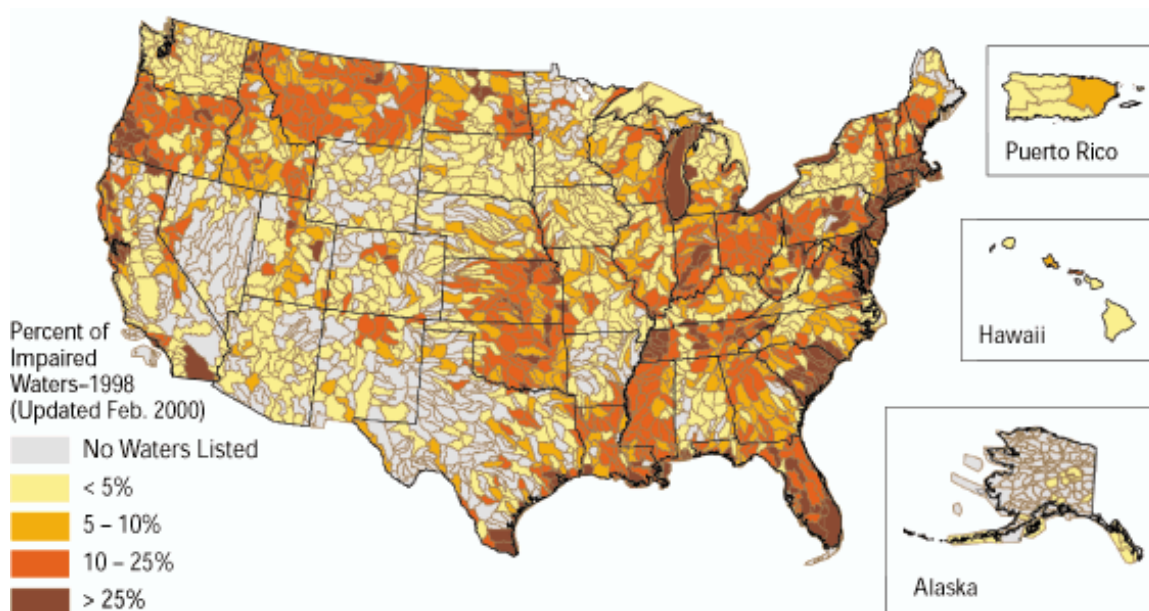 Puerto Rico
Hawaii
Percent of
Impaired
Waters–1998
(Updated Feb. 2000)
No Waters Listed
< 5%
5 – 10%
10 – 25%
> 25%
Alaska